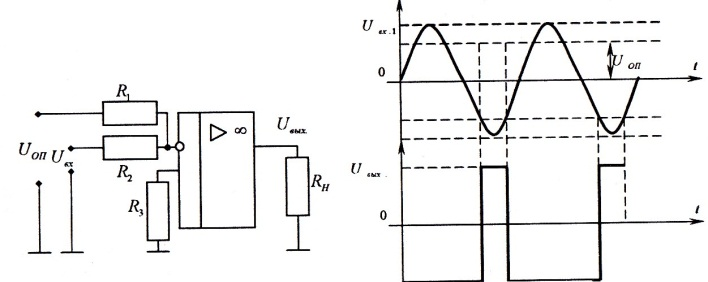 R1
R2
UОП Uвх
R3
▷ ∞
Uвых.
RН
Uвх.1
UОП
0
t
Uвых.
0
t